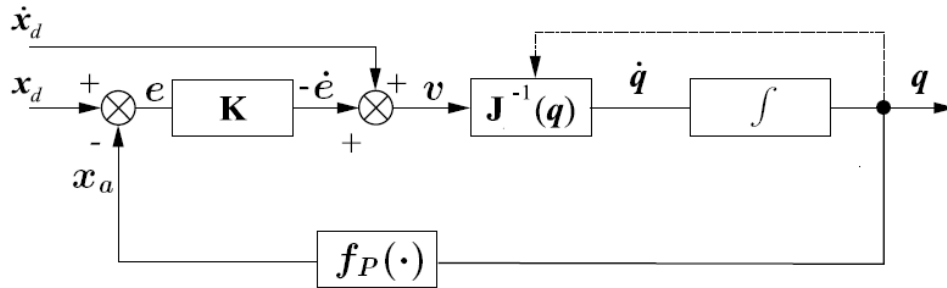 ẋ_d
x_d + e K -ė + v J⁻¹(q) q̇ ∫ q
- +
x_a
f_P(·)